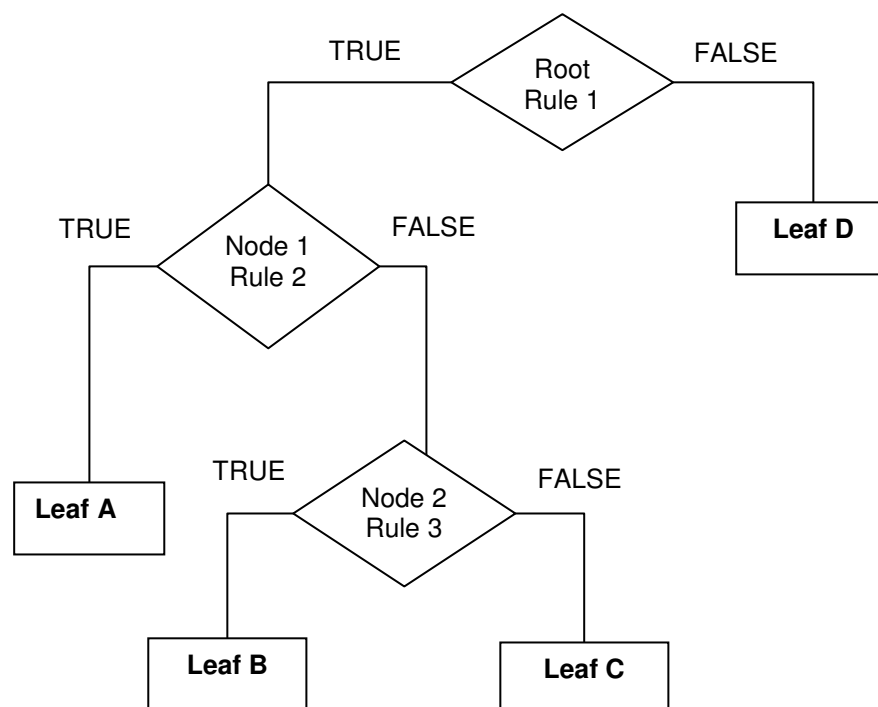 TRUE
FALSE
Root
Rule 1
TRUE
FALSE
Leaf D
Node 1
Rule 2
TRUE
FALSE
Leaf A
Node 2
Rule 3
Leaf B
Leaf C